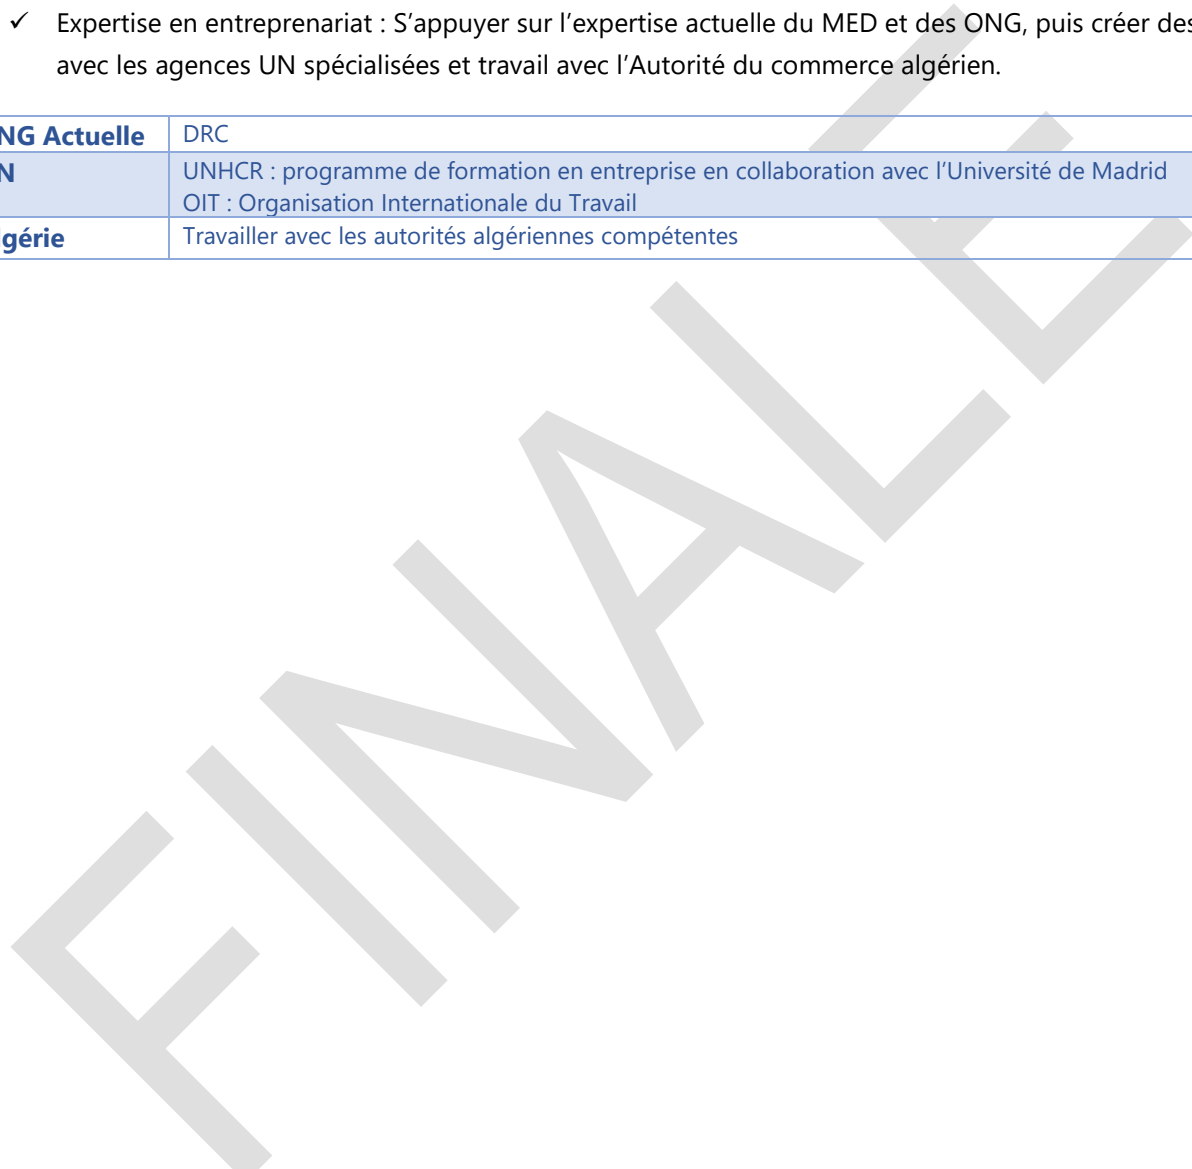 ✓ Expertise en entreprenariat : S’appuyer sur l’expertise actuelle du MED et des ONG, puis créer des
avec les agences UN spécialisées et travail avec l’Autorité du commerce algérien.
NG Actuelle DRC
N UNHCR : programme de formation en entreprise en collaboration avec l’Université de Madrid
OIT : Organisation Internationale du Travail
gérie Travailler avec les autorités algériennes compétentes
FINALE